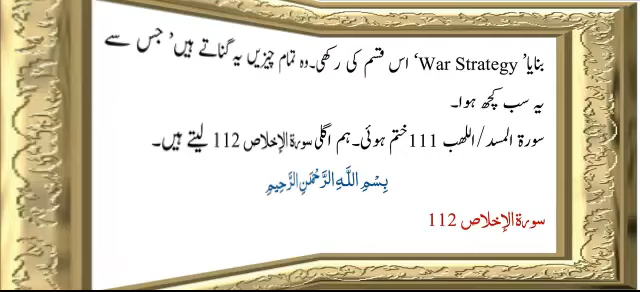 بنایا’ War Strategy‘ اس قسم کی رکھی۔وہ تمام چیزیں یہ گناتے ہیں’ جس سے
یہ سب کچھ ہوا۔
سورۃ المسد/اللھب 111 ختم ہوئی۔ہم اگلی سورۃ الإخلاص 112 لیتے ہیں۔
بِسْمِ اللَّهِ الرَّحْمَنِ الرَّحِيمِ
سورۃ الإخلاص 112